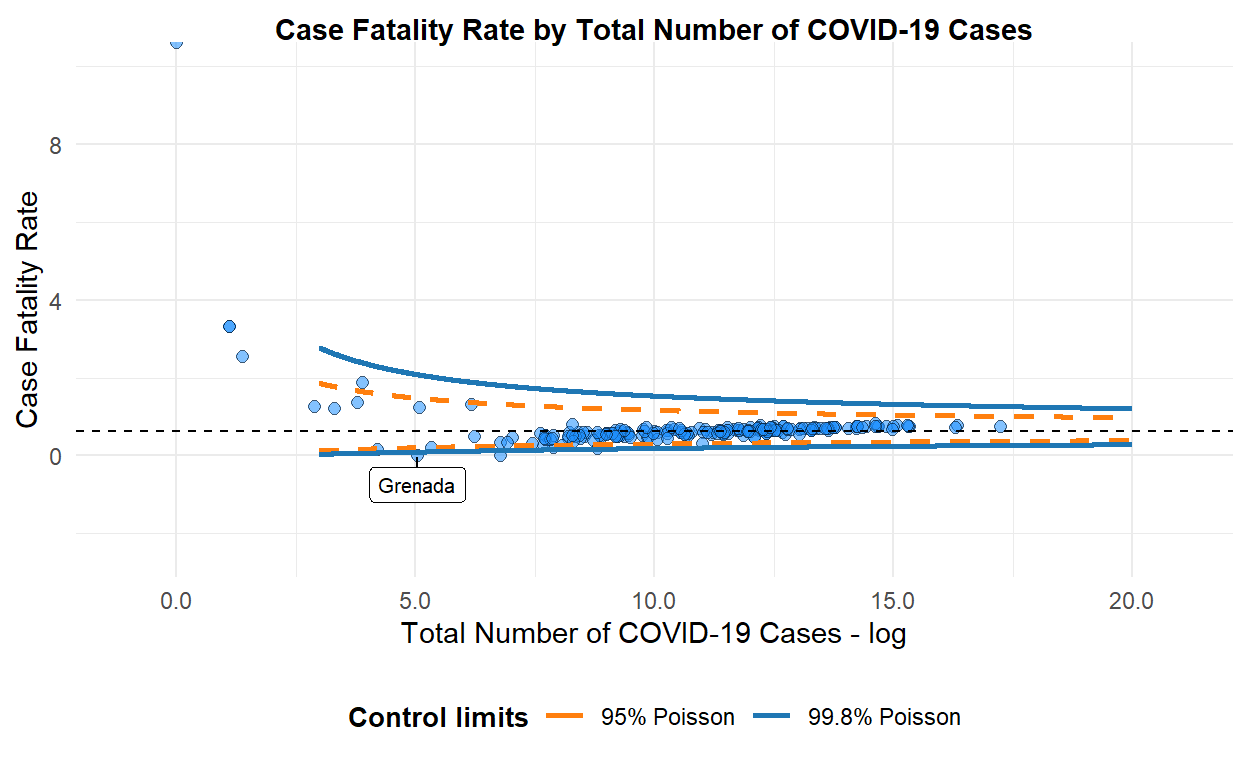 Case Fatality Rate by Total Number of COVID-19 Cases
Case Fatality Rate
8
4
0
Grenada
0.0 5.0 10.0 15.0 20.0
Total Number of COVID-19 Cases - log
Control limits 95% Poisson 99.8% Poisson